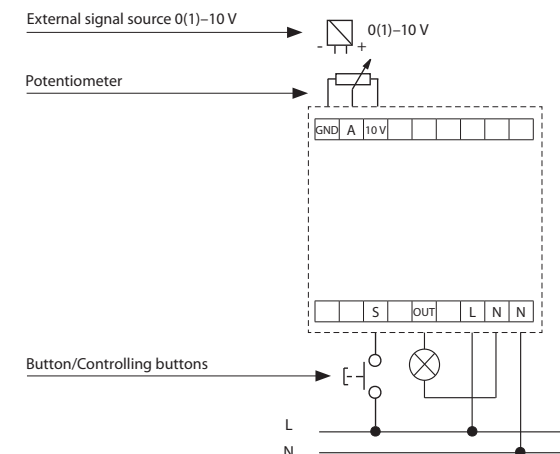 External signal source 0(1)–10 V
0(1)–10 V
- +
Potentiometer
GND A 10 V
S OUT L N N
Button/Controlling buttons
L
N